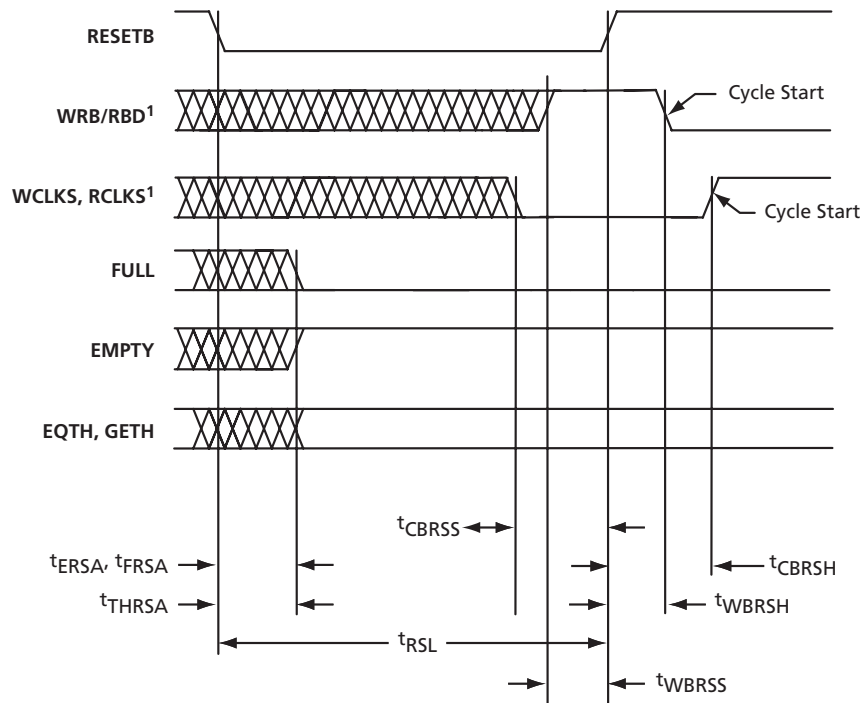 RESETB
WRB/RBD¹
Cycle Start
WCLKS, RCLKS¹
Cycle Start
FULL
EMPTY
EQTH, GETH
tCBRSS
tERSA, tFRSA
tCBRSH
tTHRSA
tWBRSH
tRSL
tWBRSS